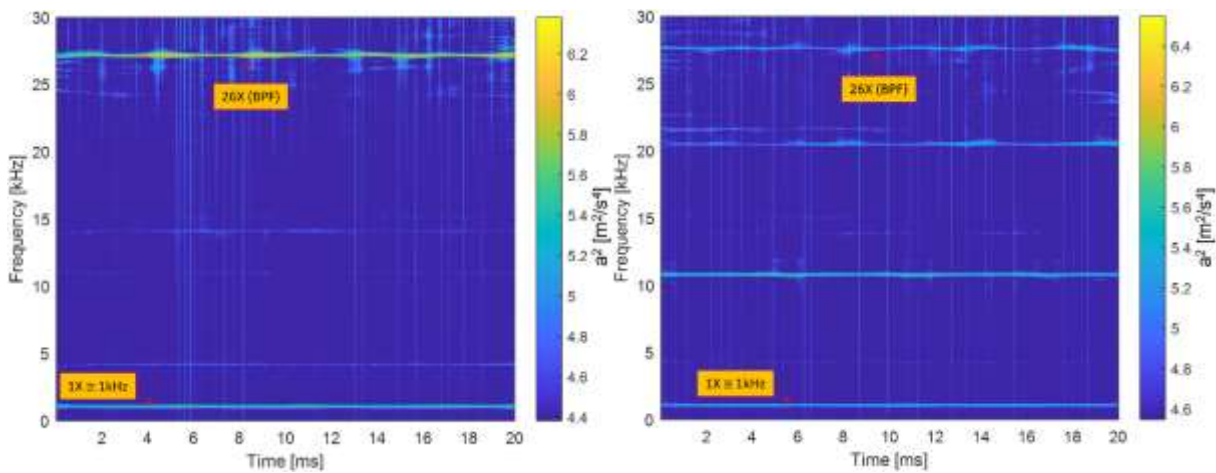 30
25
20
15
10
5
0
Frequency [kHz]
26X (BPF)
1X ≅ 1kHz
2 4 6 8 10 12 14 16 18 20
Time [ms]
6.2
6
5.8
5.6
5.4
5.2
5
4.8
4.6
4.4
a² [m²/s⁴]
30
25
20
15
10
5
0
Frequency [kHz]
26X (BPF)
1X ≅ 1kHz
2 4 6 8 10 12 14 16 18 20
Time [ms]
6.4
6.2
6
5.8
5.6
5.4
5.2
5
4.8
4.6
a² [m²/s⁴]